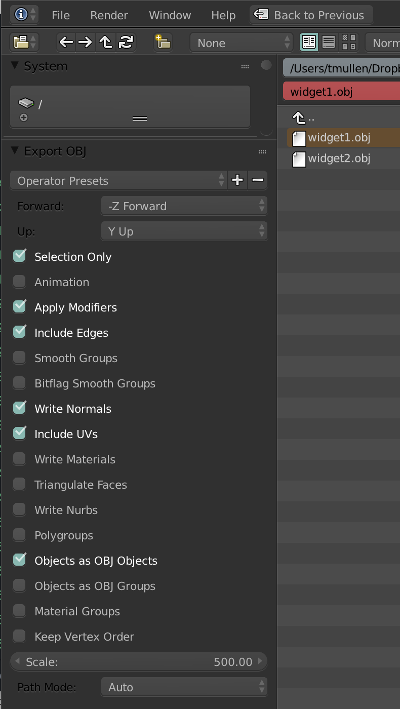 File Render Window Help Back to Previous
None Norm
System
/
Export OBJ
Operator Presets
Forward: -Z Forward
Up: Y Up
Selection Only
Animation
Apply Modifiers
Include Edges
Smooth Groups
Bitflag Smooth Groups
Write Normals
Include UVs
Write Materials
Triangulate Faces
Write Nurbs
Polygroups
Objects as OBJ Objects
Objects as OBJ Groups
Material Groups
Keep Vertex Order
Scale: 500.00
Path Mode: Auto
/Users/tmullen/Dropb
widget1.obj
..
widget1.obj
widget2.obj